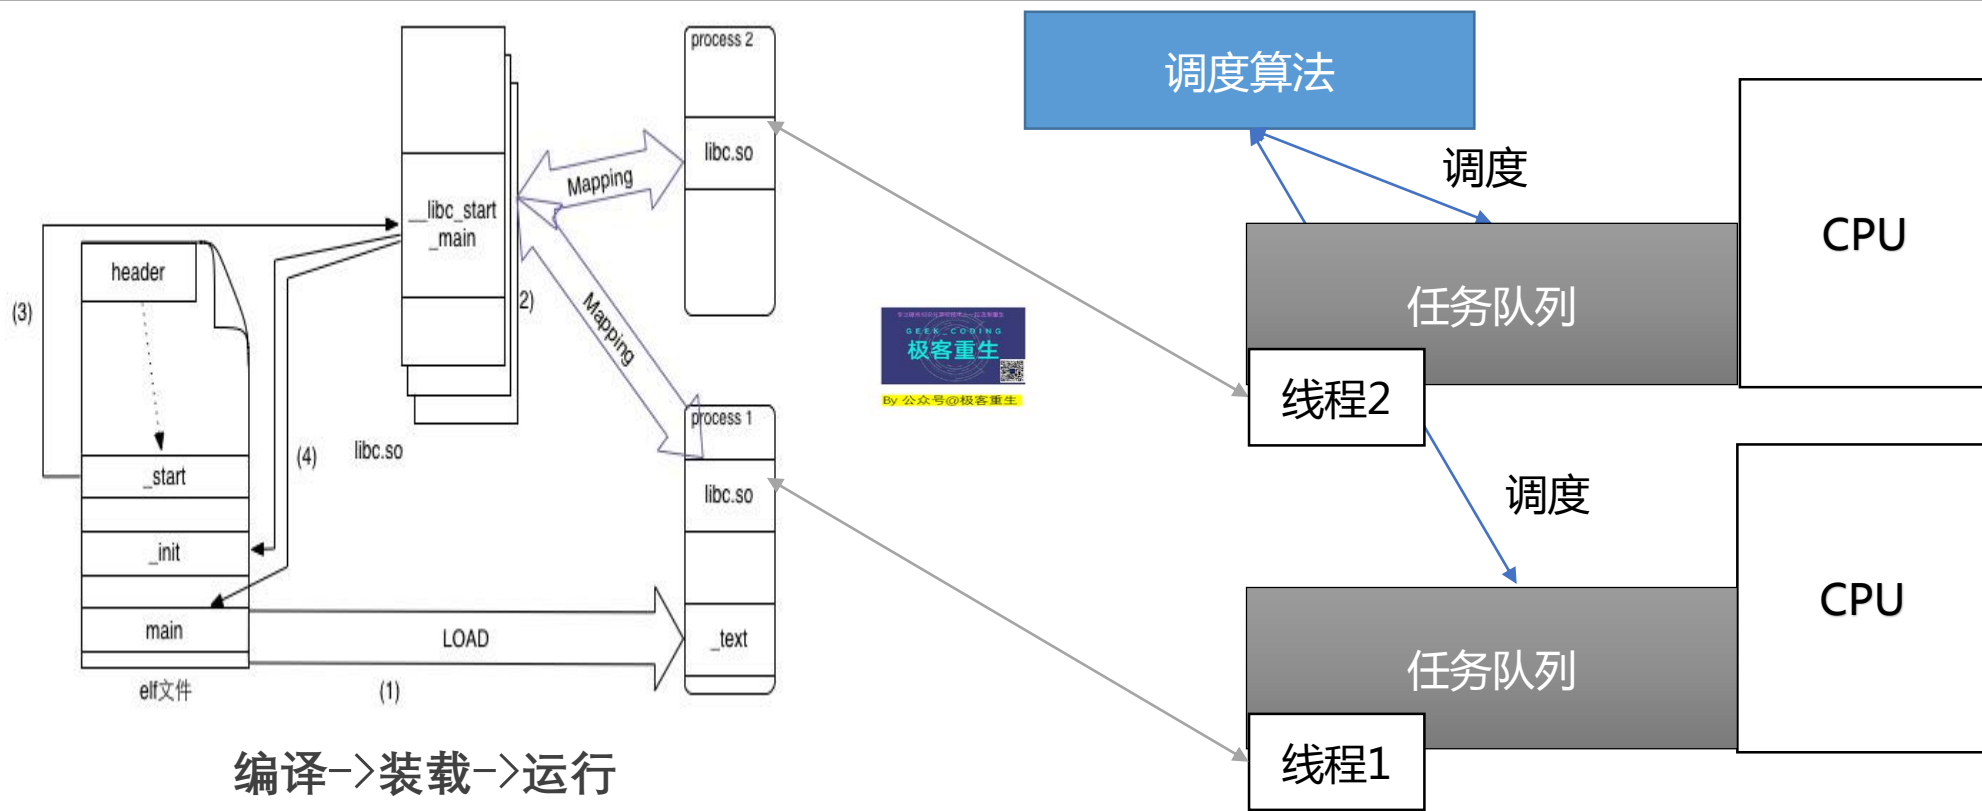 process 2
libc.so
Mapping
__libc_start
_main
2)
Mapping
header
(3)
_start
_init
main
elf文件
(4)
libc.so
LOAD
(1)
process 1
libc.so
_text
编译->装载->运行
GEEK_CODING
极客重生
By 公众号@极客重生
调度算法
调度
任务队列
CPU
线程2
调度
任务队列
CPU
线程1